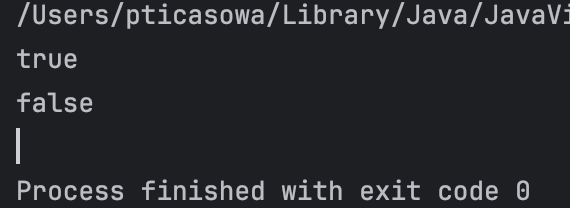 /Users/pticasowa/Library/Java/JavaVi
true
false
Process finished with exit code 0